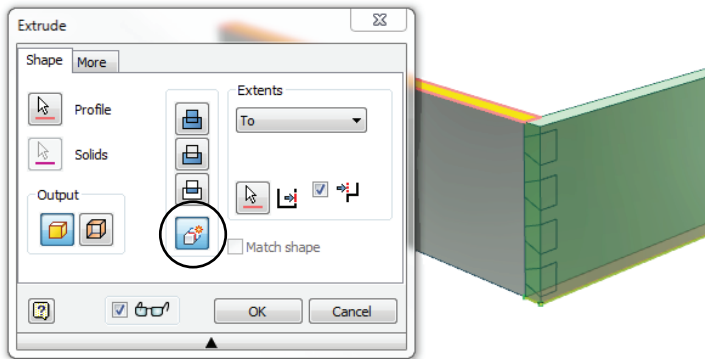 Extrude
Shape More
Extents
Profile
To
Solids
Output
Match shape
OK Cancel